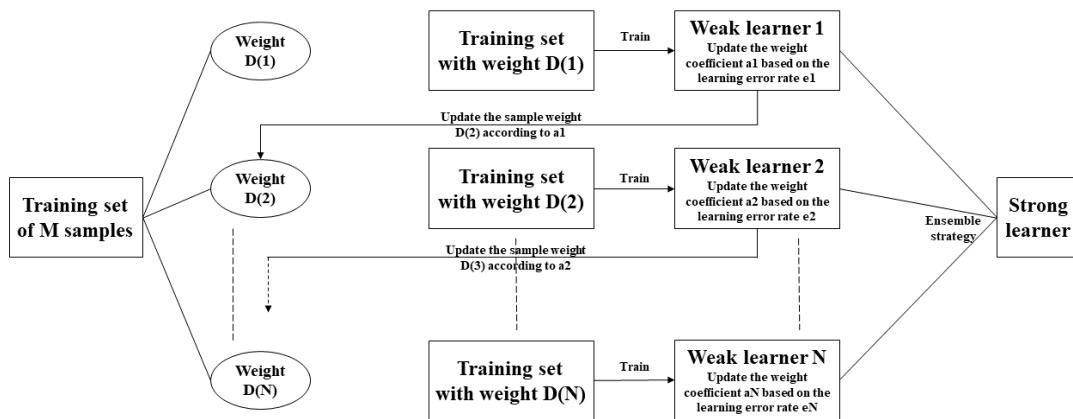 Weight
D(1)
Training set
with weight D(1)
Train
Weak learner 1
Update the weight
coefficient a1 based on the
learning error rate e1
Update the sample weight
D(2) according to a1
Training set
of M samples
Weight
D(2)
Training set
with weight D(2)
Train
Weak learner 2
Update the weight
coefficient a2 based on the
learning error rate e2
Ensemble
strategy
Strong
learner
Update the sample weight
D(3) according to a2
Weight
D(N)
Training set
with weight D(N)
Train
Weak learner N
Update the weight
coefficient aN based on the
learning error rate eN